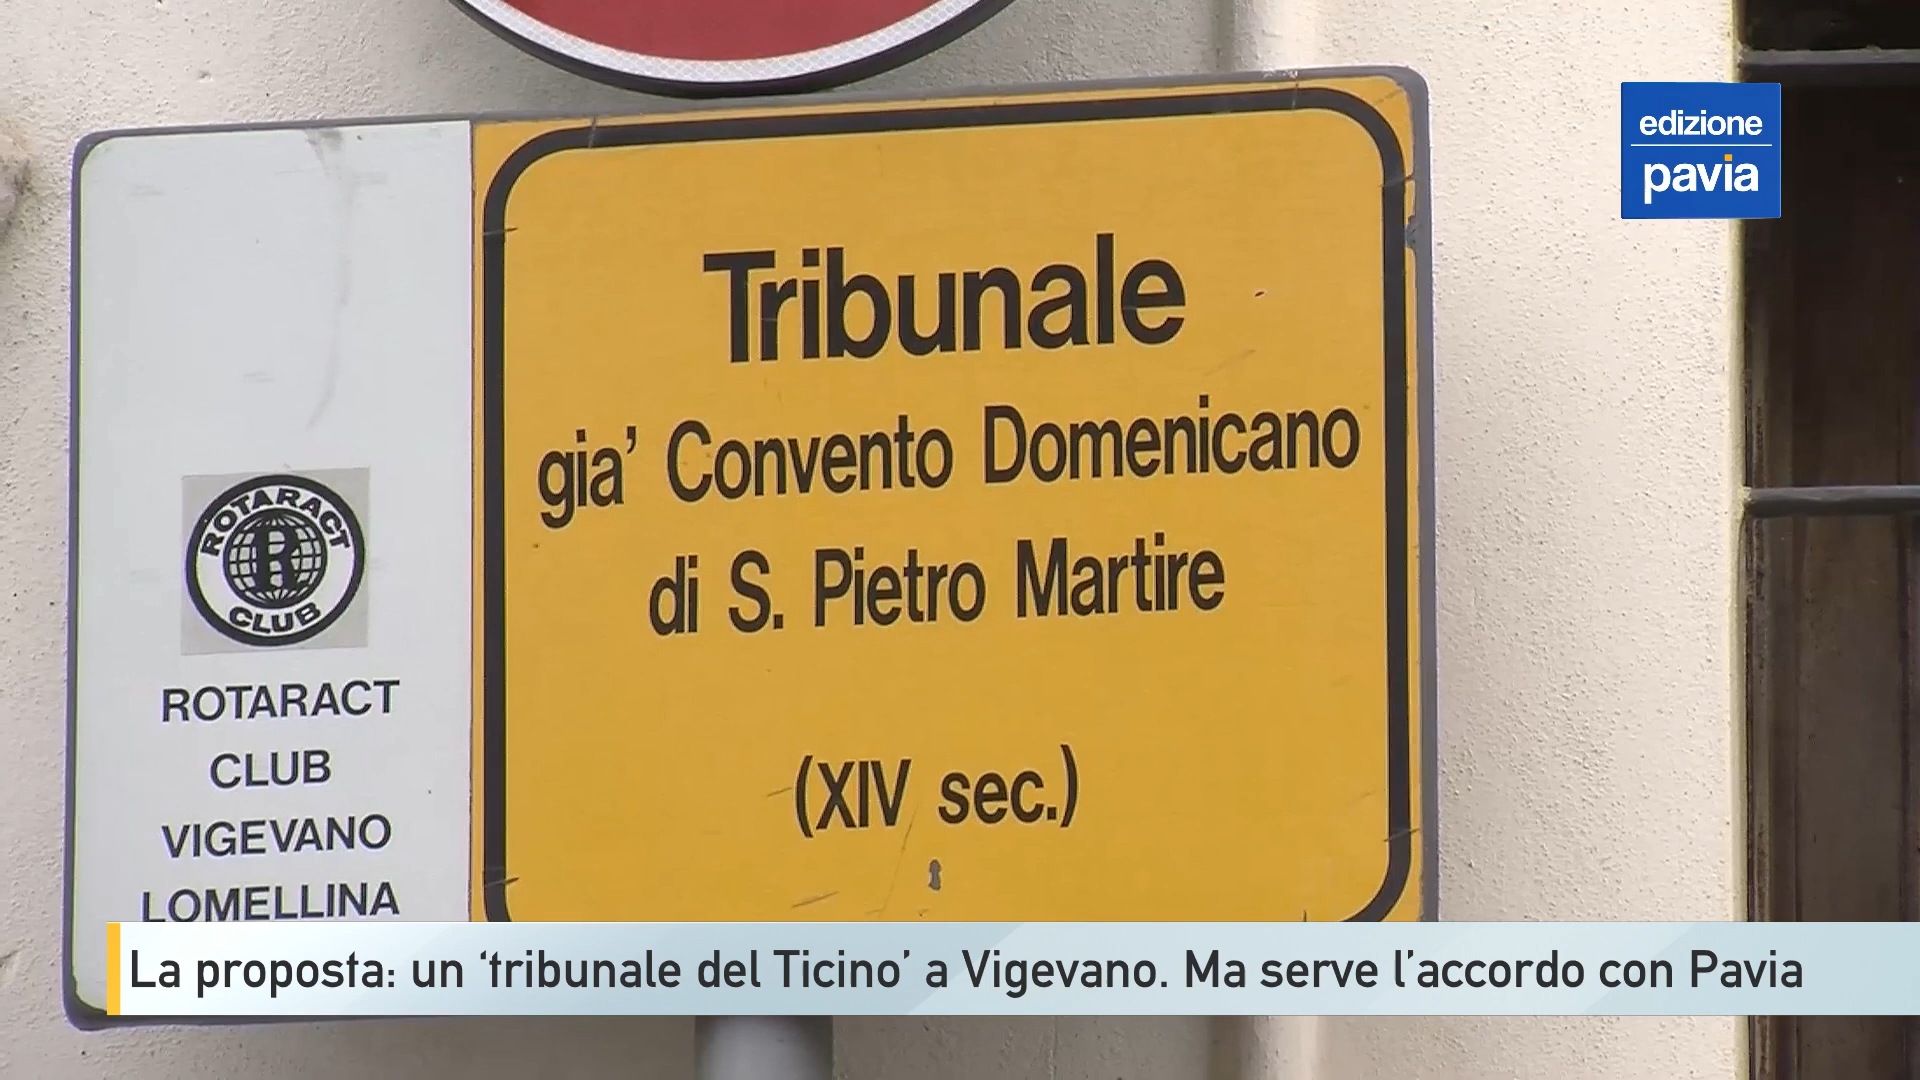 edizione
pavia
Tribunale
gia' Convento Domenicano
di S. Pietro Martire
(XIV sec.)
ROTARACT
CLUB
R
ROTARACT
CLUB
VIGEVANO
LOMELLINA
La proposta: un ‘tribunale del Ticino’ a Vigevano. Ma serve l’accordo con Pavia